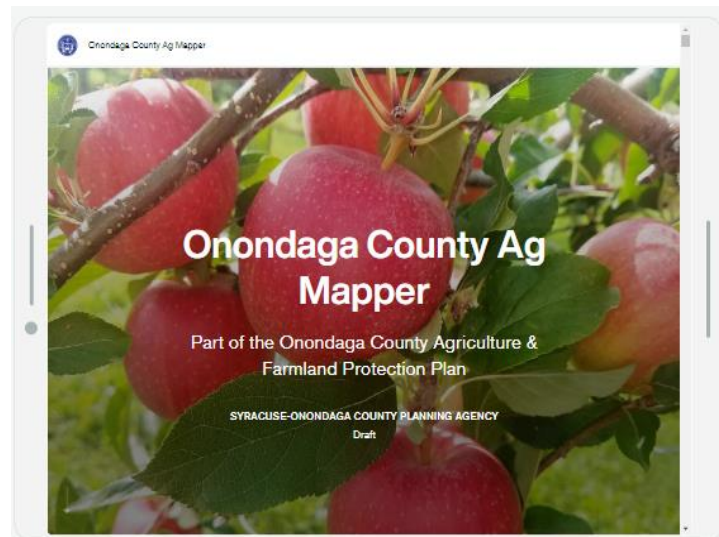 Onondaga County Ag Mapper
Onondaga County Ag
Mapper
Part of the Onondaga County Agriculture &
Farmland Protection Plan
SYRACUSE-ONONDAGA COUNTY PLANNING AGENCY
Draft